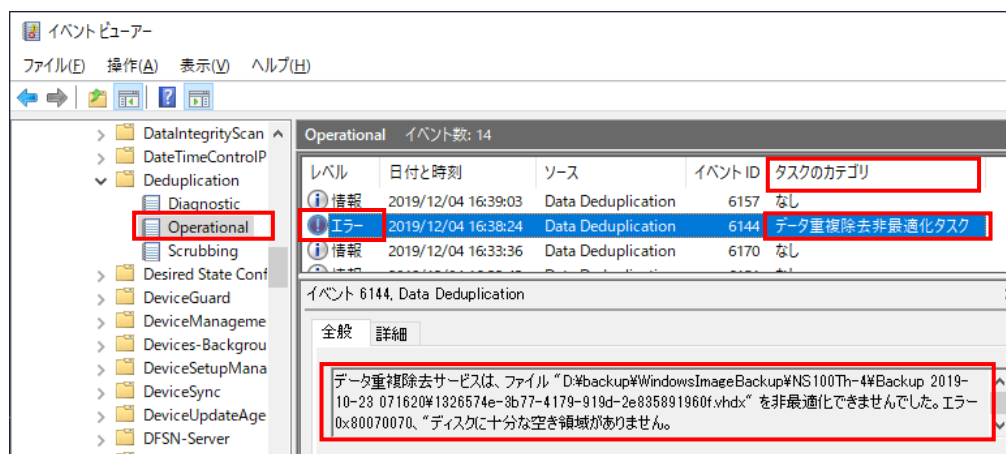 イベント ビューアー
ファイル(F) 操作(A) 表示(V) ヘルプ(H)
DataIntegrityScan
DateTimeControlP
Deduplication
Diagnostic
Operational
Scrubbing
Desired State Conf
DeviceGuard
DeviceManageme
Devices-Backgrou
DeviceSetupMana
DeviceSync
DeviceUpdateAge
DFSN-Server
Operational イベント数: 14
レベル 日付と時刻 ソース イベント ID タスクのカテゴリ
情報 2019/12/04 16:39:03 Data Deduplication 6157 なし
エラー 2019/12/04 16:38:24 Data Deduplication 6144 データ重複除去非最適化タスク
情報 2019/12/04 16:33:36 Data Deduplication 6170 なし
イベント 6144, Data Deduplication
全般 詳細
データ重複除去サービスは、ファイル "D:¥backup¥WindowsImageBackup¥NS100Th-4¥Backup 2019-
10-23 071620¥1326574e-3b77-4179-919d-2e835891960f.vhdx" を非最適化できませんでした。エラー
0x80070070、"ディスクに十分な空き領域がありません。